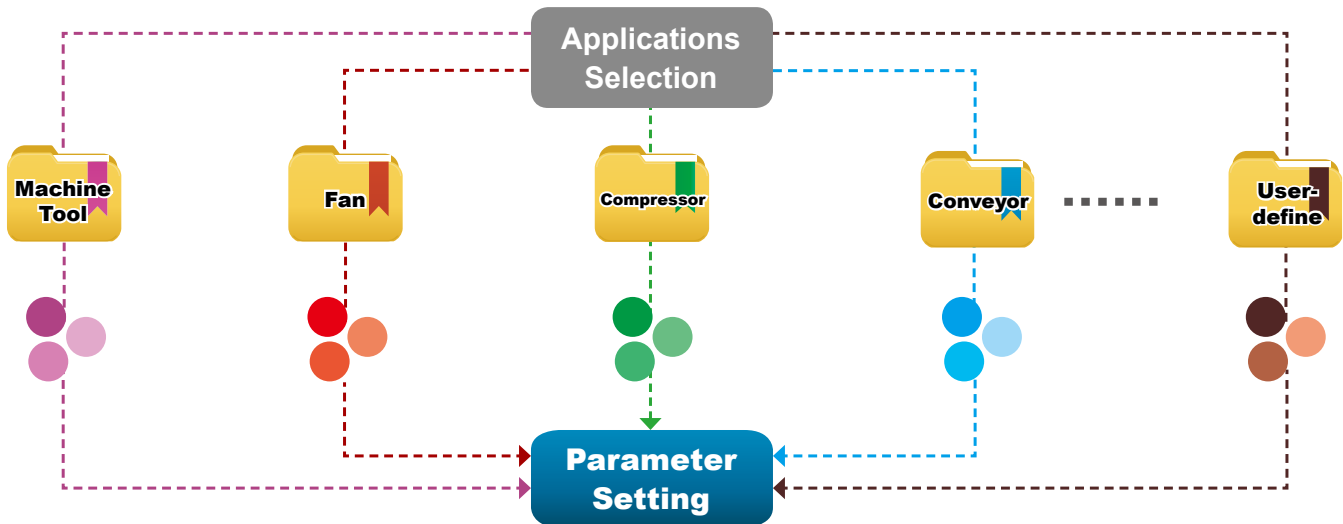 Applications
Selection
Machine
Tool
Fan
Compressor
Conveyor
User-
define
Parameter
Setting